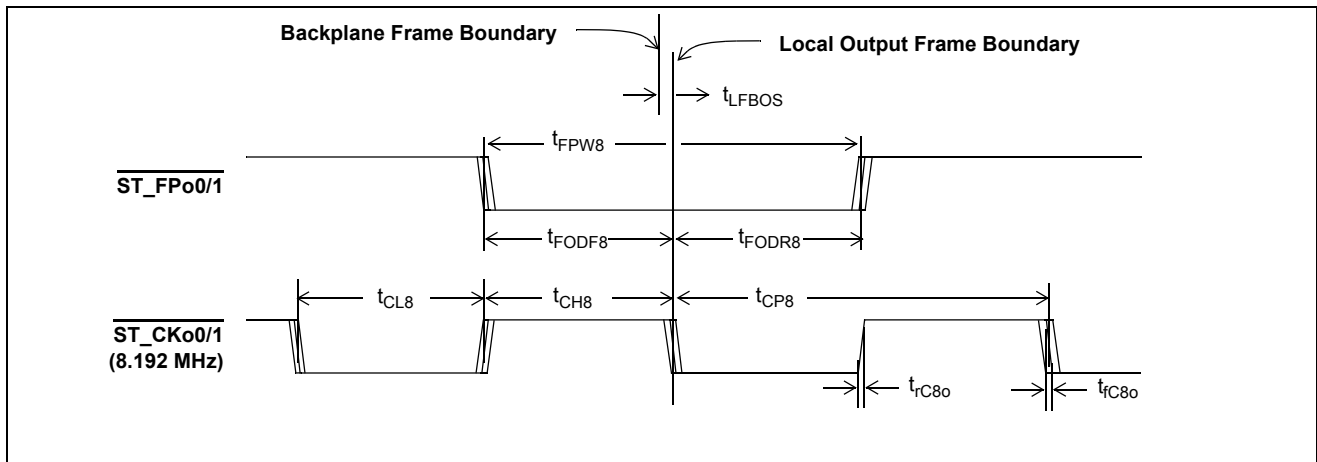 Backplane Frame Boundary
Local Output Frame Boundary
tLFBOS
tFPW8
ST_FPo0/1
tFODF8
tFODR8
tCL8
tCH8
tCP8
ST_CKo0/1
(8.192 MHz)
trC8o
tfC8o